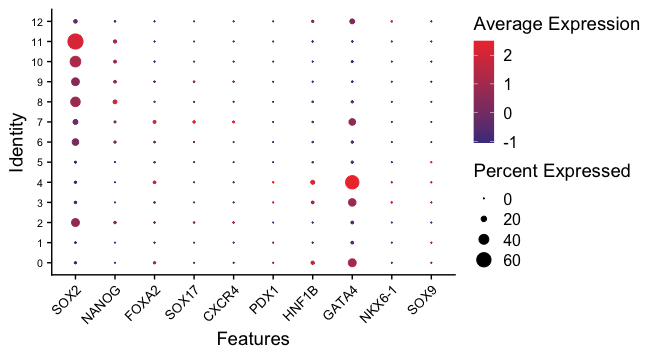 Identity
12
11
10
9
8
7
6
5
4
3
2
1
0
SOX2
NANOG
FOXA2
SOX17
CXCR4
PDX1
HNF1B
GATA4
NKX6-1
SOX9
Features
Average Expression
2
1
0
-1
Percent Expressed
0
20
40
60